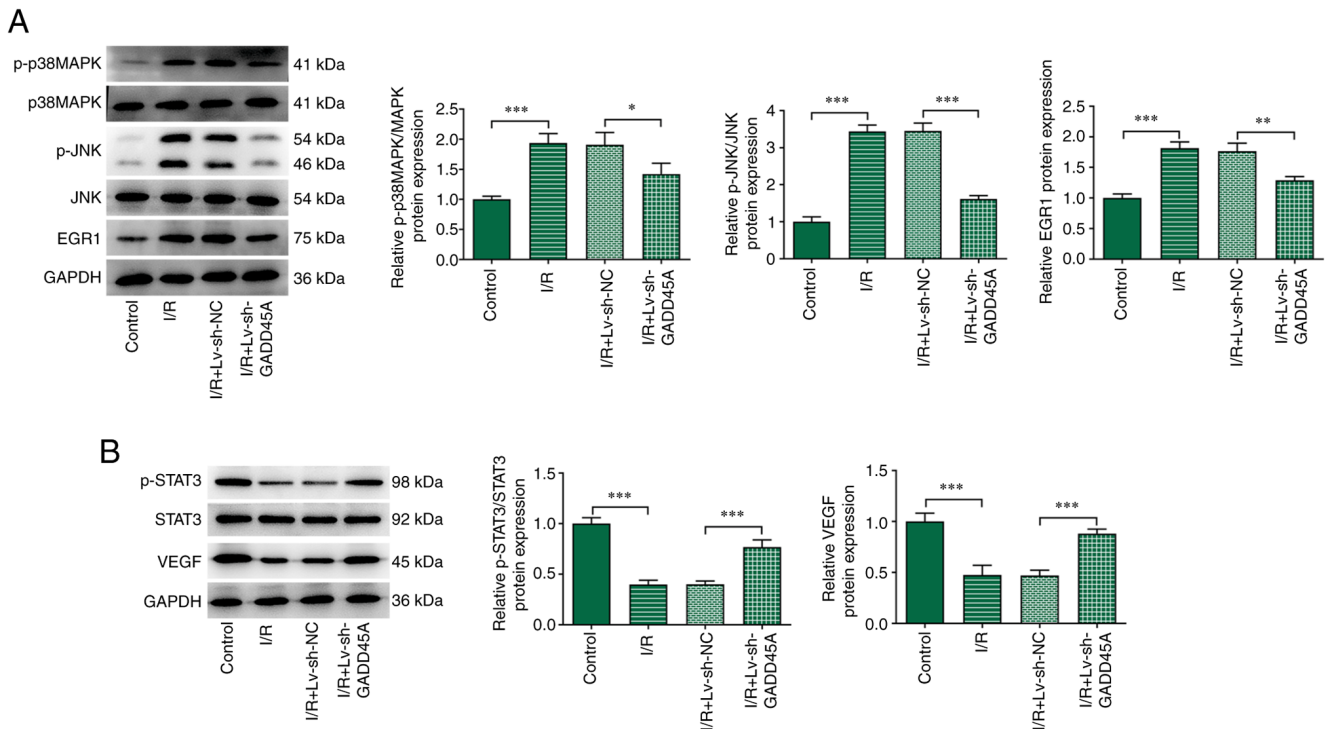 A
p-p38MAPK
41 kDa
p38MAPK
41 kDa
p-JNK
54 kDa
46 kDa
JNK
54 kDa
EGR1
75 kDa
GAPDH
36 kDa
Control
I/R
I/R+Lv-sh-NC
I/R+Lv-sh-
GADD45A
Relative p-p38MAPK/MAPK
protein expression
2.5
2.0
1.5
1.0
0.5
0.0
***
*
Control
I/R
I/R+Lv-sh-NC
I/R+Lv-sh-
GADD45A
Relative p-JNK/JNK
protein expression
4
3
2
1
0
***
***
Control
I/R
I/R+Lv-sh-NC
I/R+Lv-sh-
GADD45A
Relative EGR1 protein expression
2.5
2.0
1.5
1.0
0.5
0.0
***
**
Control
I/R
I/R+Lv-sh-NC
I/R+Lv-sh-
GADD45A
B
p-STAT3
98 kDa
STAT3
92 kDa
VEGF
45 kDa
GAPDH
36 kDa
Control
I/R
I/R+Lv-sh-NC
I/R+Lv-sh-
GADD45A
Relative p-STAT3/STAT3
protein expression
1.5
1.0
0.5
0.0
***
***
Control
I/R
I/R+Lv-sh-NC
I/R+Lv-sh-
GADD45A
Relative VEGF
protein expression
1.5
1.0
0.5
0.0
***
***
Control
I/R
I/R+Lv-sh-NC
I/R+Lv-sh-
GADD45A